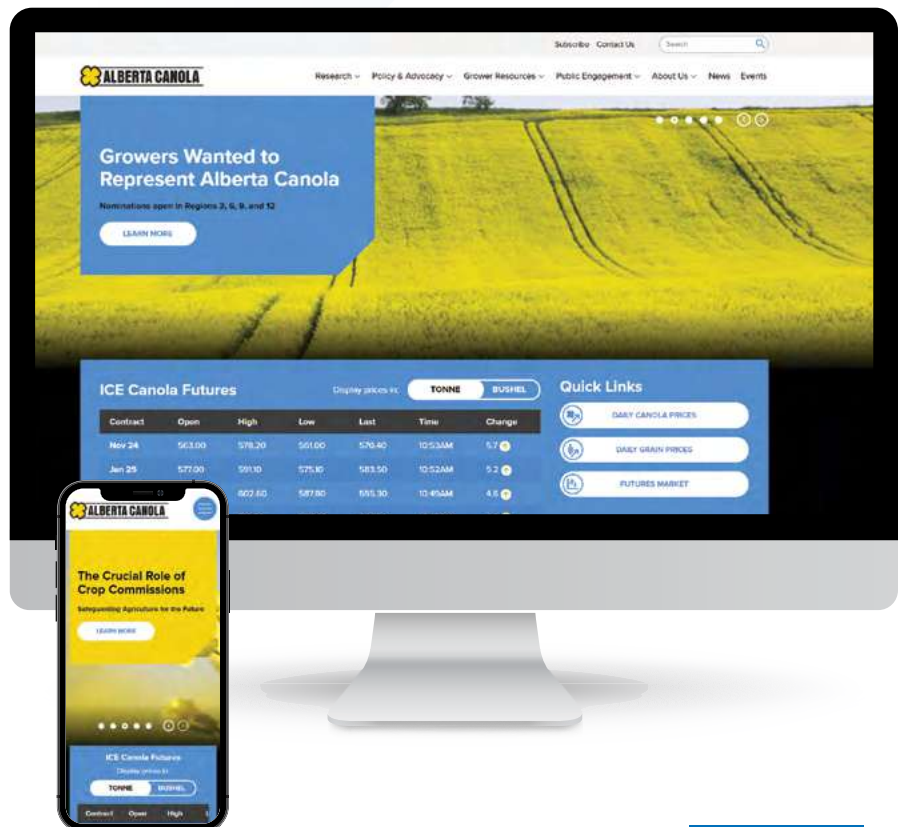 Subscribe Contact Us Search
ALBERTA CANOLA
Research Policy & Advocacy Grower Resources Public Engagement About Us News Events
Growers Wanted to
Represent Alberta Canola
Nominations open in Regions 3, 6, 9, and 12
LEARN MORE
ICE Canola Futures
Display prices in: TONNE BUSHEL
Contract Open High Low Last Time Change
Nov 24 563.00 578.20 561.00 570.40 10:53AM 5.7
Jan 25 577.00 591.10 575.10 583.50 10:52AM 5.2
602.60 587.80 595.30 10:49AM 4.6
Quick Links
DAILY CANOLA PRICES
DAILY GRAIN PRICES
FUTURES MARKET
ALBERTA CANOLA
The Crucial Role of
Crop Commissions
Safeguarding Agriculture for the Future
LEARN MORE
ICE Canola Futures
Display prices in:
TONNE BUSHEL
Contract Open High